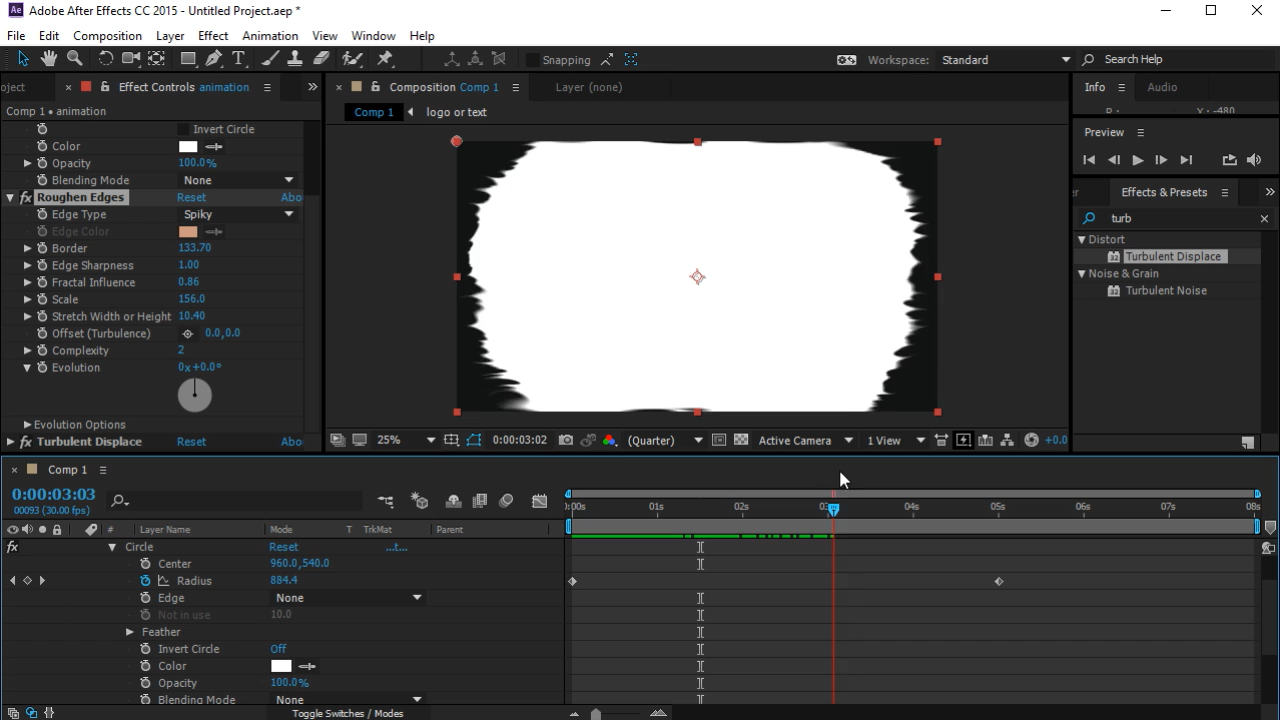 Ae Adobe After Effects CC 2015 - Untitled Project.aep *
File Edit Composition Layer Effect Animation View Window Help
Snapping Workspace: Standard Search Help
oject Effect Controls animation Composition Comp 1 Layer (none) Info Audio
Comp 1 • animation Comp 1 logo or text
Invert Circle Preview
Color
Opacity 100.0%
Blending Mode None
fx Roughen Edges Reset Abo Effects & Presets
Edge Type Spiky turb
Edge Color Distort
Border 133.70 Turbulent Displace
Edge Sharpness 1.00 Noise & Grain
Fractal Influence 0.86 Turbulent Noise
Scale 156.0
Stretch Width or Height 10.40
Offset (Turbulence) 0.0,0.0
Complexity 2
Evolution 0x+0.0°
Evolution Options
fx Turbulent Displace Reset Abo 25% 0:00:03:02 (Quarter) Active Camera 1 View +0.0
Comp 1
0:00:03:03
00093 (30.00 fps) 01s 02s 04s 05s 06s 07s 08s
# Layer Name Mode T TrkMat Parent
fx Circle Reset ...t...
Center 960.0,540.0
Radius 884.4
Edge None
Not in use 10.0
Feather
Invert Circle Off
Color
Opacity 100.0%
Blending Mode None
Toggle Switches / Modes